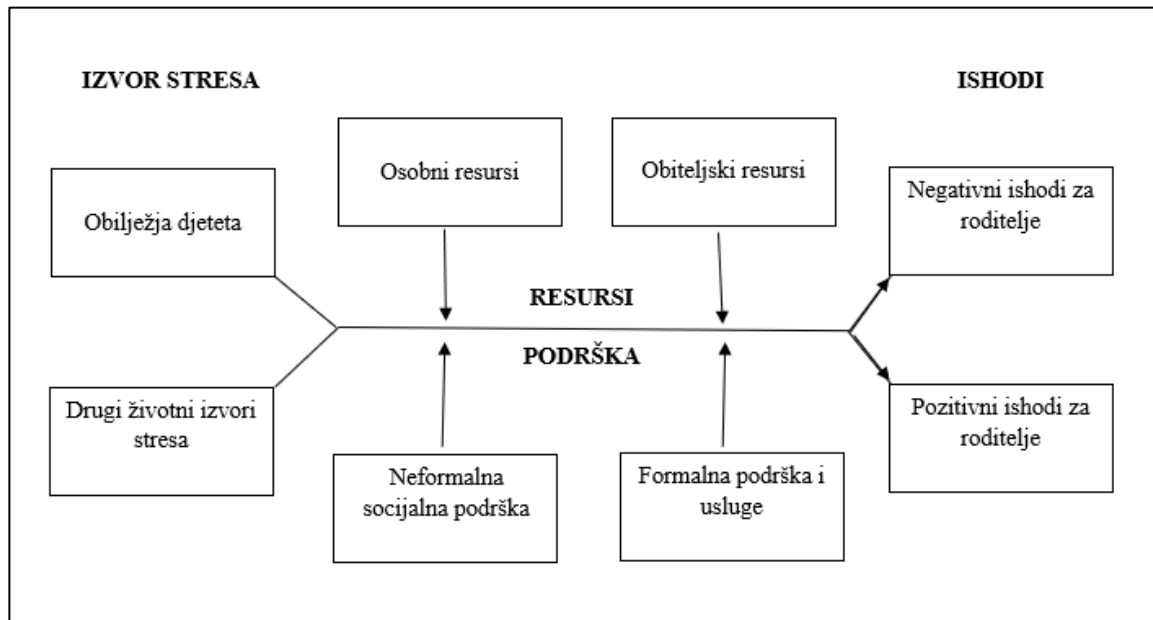 IZVOR STRESA
ISHODI
Osobni resursi
Obiteljski resursi
Obilježja djeteta
Negativni ishodi za
roditelje
RESURSI
PODRŠKA
Drugi životni izvori
stresa
Pozitivni ishodi za
roditelje
Neformalna
socijalna podrška
Formalna podrška i
usluge